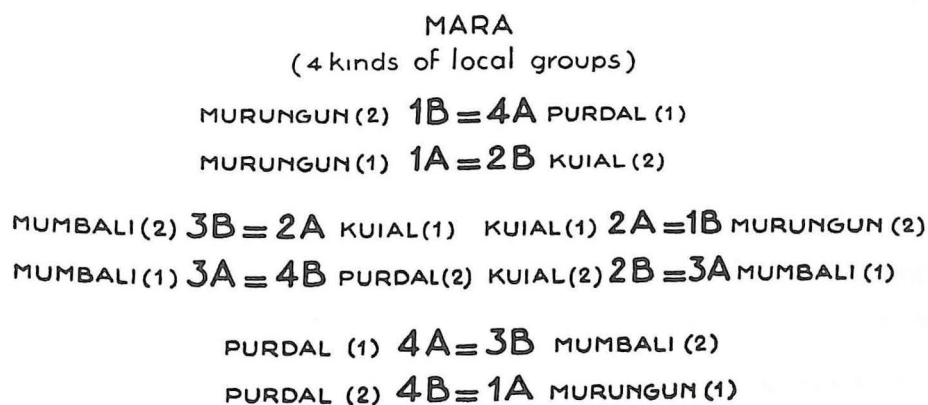 MARA
(4 kinds of local groups)
MURUNGUN (2) 1B = 4A PURDAL (1)
MURUNGUN (1) 1A = 2B KUIAL (2)
MUMBALI (2) 3B = 2A KUIAL (1) KUIAL (1) 2A = 1B MURUNGUN (2)
MUMBALI (1) 3A = 4B PURDAL (2) KUIAL (2) 2B = 3A MUMBALI (1)
PURDAL (1) 4A = 3B MUMBALI (2)
PURDAL (2) 4B = 1A MURUNGUN (1)